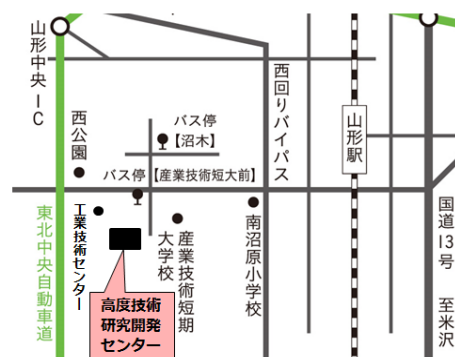 山形中央IC
西公園
バス停
【沼木】
バス停【産業技術短大前】
西回りバイパス
山形駅
工業技術センター
東北中央自動車道
産業技術短期
大学校
南沼原小学校
国道13号
至米沢
高度技術
研究開発
センター